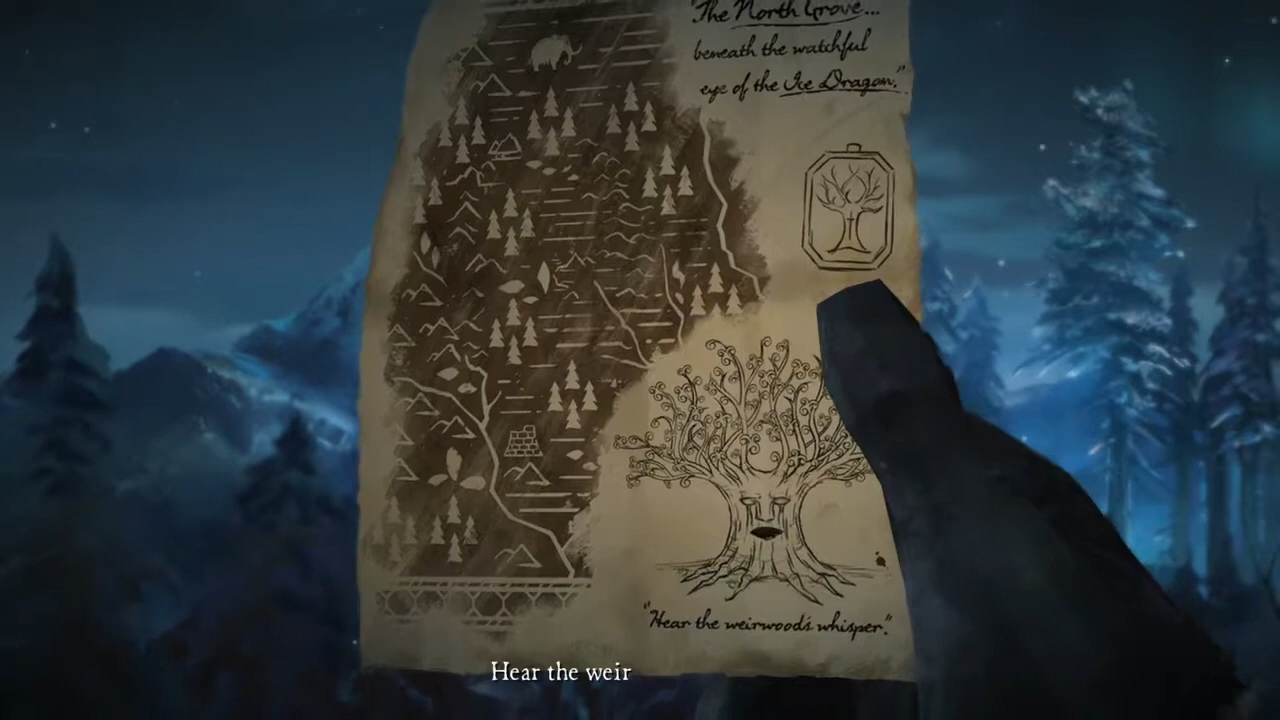 "The North Grove...
beneath the watchful
eye of the Ice Dragon."
"Hear the weirwood's whisper."
Hear the weir